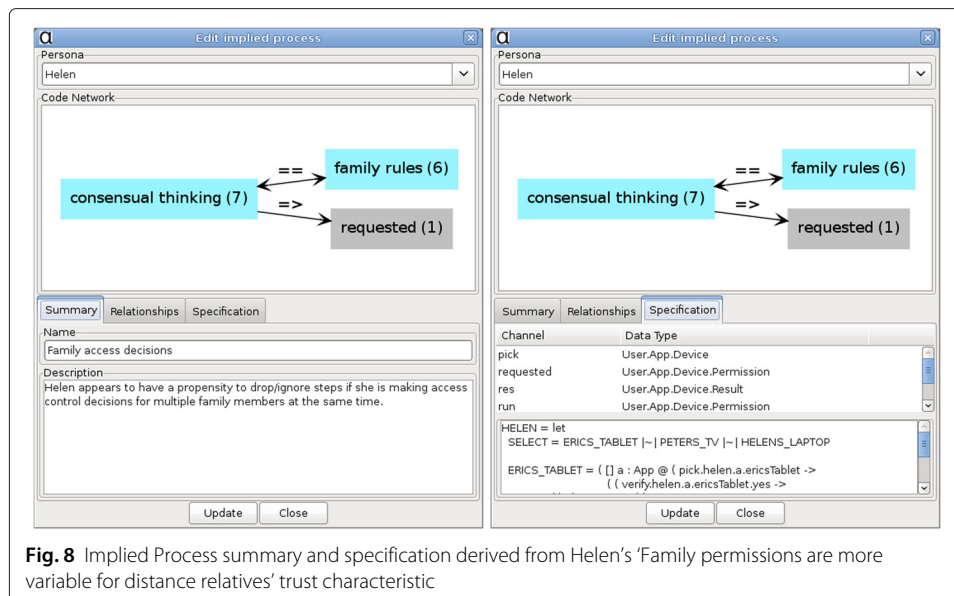 α Edit implied process
Persona
Helen
Code Network
consensual thinking (7)
==
family rules (6)
=>
requested (1)
Summary Relationships Specification
Name
Family access decisions
Description
Helen appears to have a propensity to drop/ignore steps if she is making access
control decisions for multiple family members at the same time.
Update Close
α Edit implied process
Persona
Helen
Code Network
consensual thinking (7)
==
family rules (6)
=>
requested (1)
Summary Relationships Specification
Channel Data Type
pick User.App.Device
requested User.App.Device.Permission
res User.App.Device.Result
run User.App.Device.Permission
HELEN = let
SELECT = ERICS_TABLET |~| PETERS_TV |~| HELENS_LAPTOP
ERICS_TABLET = ( [] a : App @ ( pick.helen.a.ericsTablet ->
( ( verify.helen.a.ericsTablet.yes ->
Update Close
Fig. 8 Implied Process summary and specification derived from Helen's 'Family permissions are more
variable for distance relatives' trust characteristic